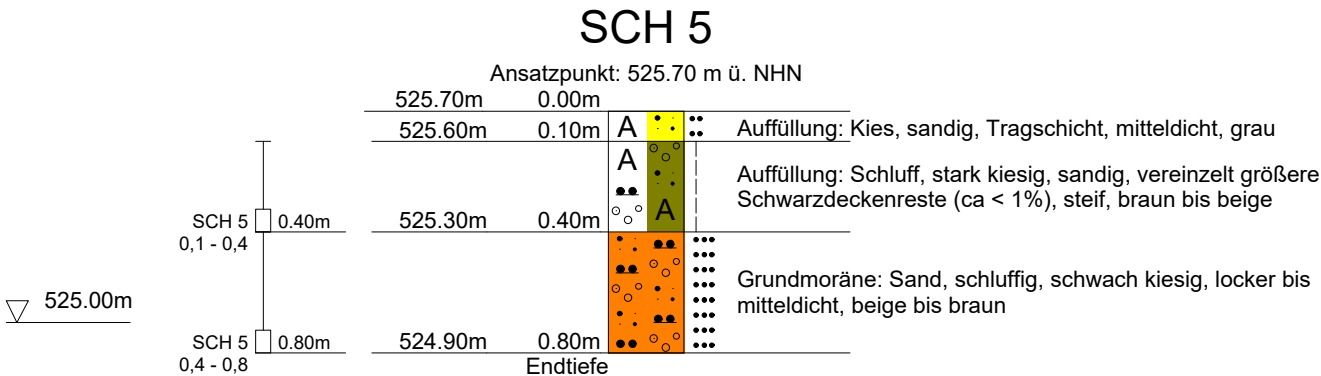 SCH 5
Ansatzpunkt: 525.70 m ü. NHN
525.70m 0.00m
525.60m 0.10m A Auffüllung: Kies, sandig, Tragschicht, mitteldicht, grau
A
Auffüllung: Schluff, stark kiesig, sandig, vereinzelt größere
Schwarzdeckenreste (ca < 1%), steif, braun bis beige
A
SCH 5 0.40m 525.30m 0.40m
0,1 - 0,4
Grundmoräne: Sand, schluffig, schwach kiesig, locker bis
mitteldicht, beige bis braun
525.00m
SCH 5 0.80m 524.90m 0.80m
0,4 - 0,8
Endtiefe